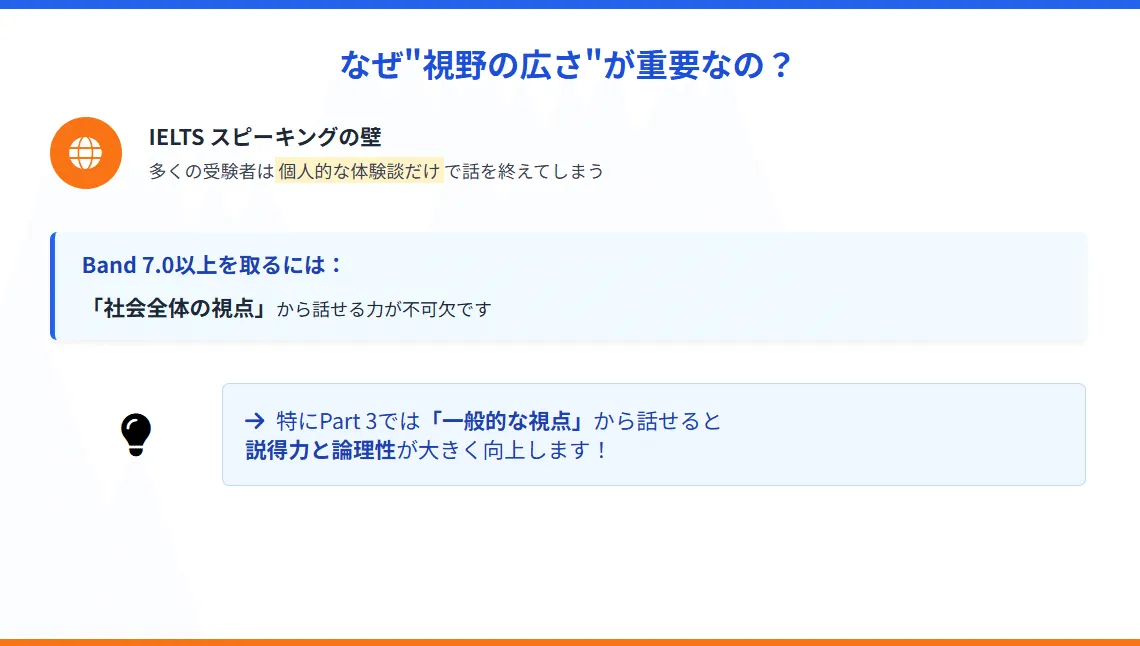 なぜ"視野の広さ"が重要なの？
IELTS スピーキングの壁
多くの受験者は個人的な体験談だけで話を終えてしまう
Band 7.0以上を取るには：
「社会全体の視点」から話せる力が不可欠です
→ 特にPart 3では「一般的な視点」から話せると
説得力と論理性が大きく向上します！